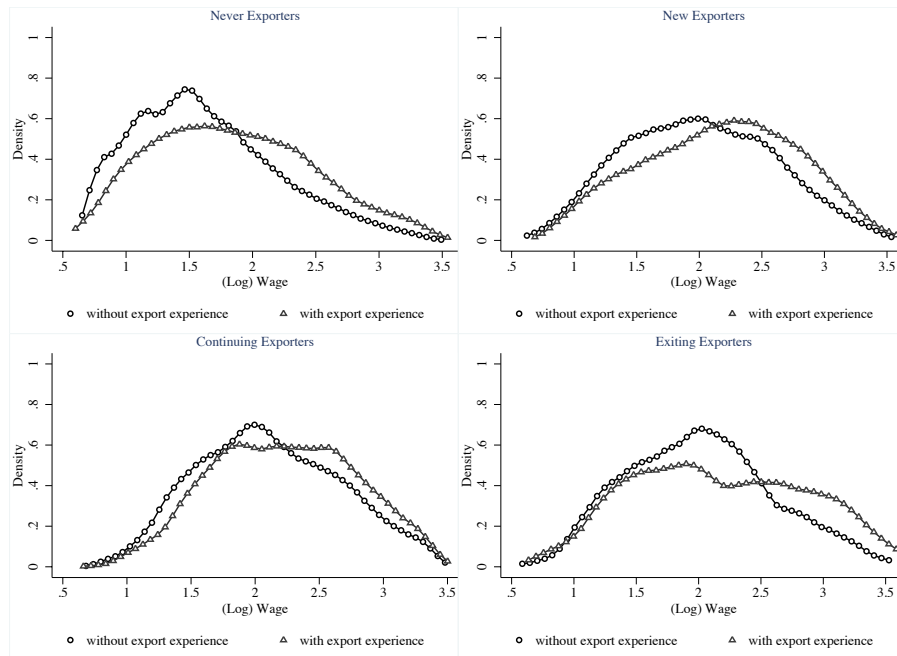 Never Exporters
Density
0 .2 .4 .6 .8 1
.5 1 1.5 2 2.5 3 3.5
(Log) Wage
without export experience with export experience
New Exporters
Density
0 .2 .4 .6 .8 1
.5 1 1.5 2 2.5 3 3.5
(Log) Wage
without export experience with export experience
Continuing Exporters
Density
0 .2 .4 .6 .8 1
.5 1 1.5 2 2.5 3 3.5
(Log) Wage
without export experience with export experience
Exiting Exporters
Density
0 .2 .4 .6 .8 1
.5 1 1.5 2 2.5 3 3.5
(Log) Wage
without export experience with export experience